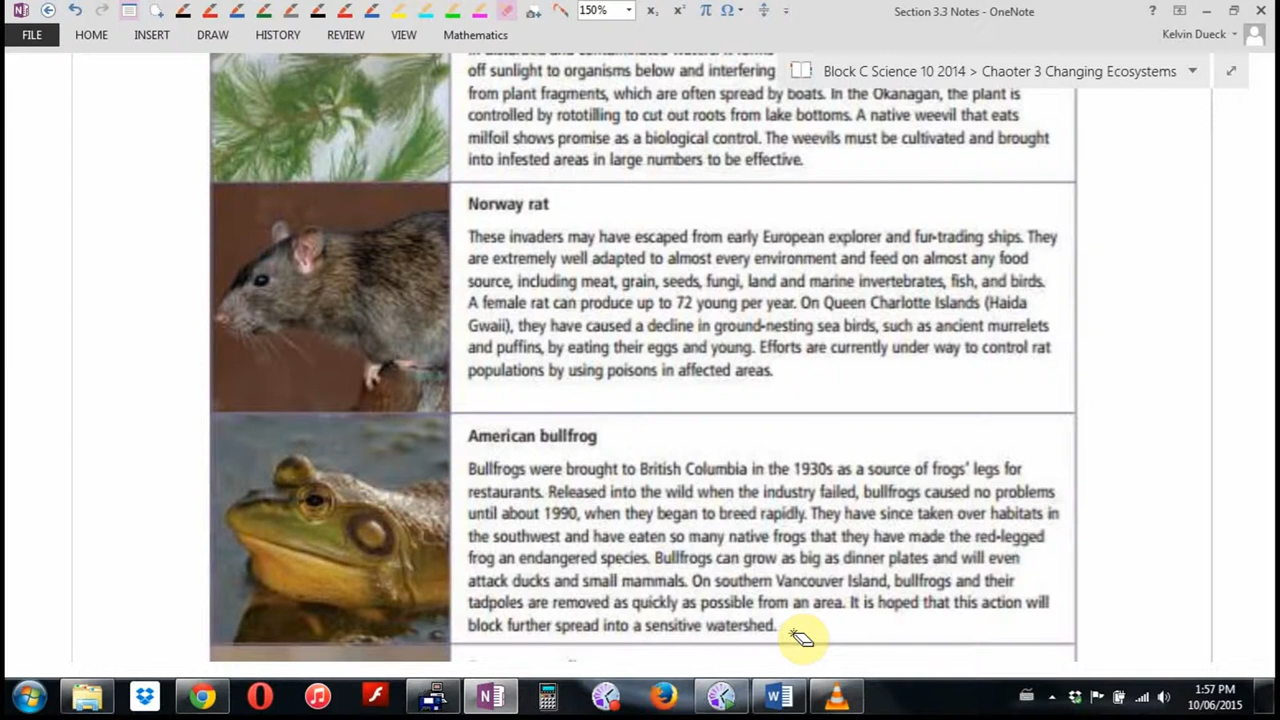 150%
Section 3.3 Notes - OneNote
FILE
HOME
INSERT
DRAW
HISTORY
REVIEW
VIEW
Mathematics
Kelvin Dueck
Block C Science 10 2014 > Chaoter 3 Changing Ecosystems
off sunlight to organisms below and interfering
from plant fragments, which are often spread by boats. In the Okanagan, the plant is
controlled by rototilling to cut out roots from lake bottoms. A native weevil that eats
milfoil shows promise as a biological control. The weevils must be cultivated and brought
into infested areas in large numbers to be effective.
Norway rat
These invaders may have escaped from early European explorer and fur-trading ships. They
are extremely well adapted to almost every environment and feed on almost any food
source, including meat, grain, seeds, fungi, land and marine invertebrates, fish, and birds.
A female rat can produce up to 72 young per year. On Queen Charlotte Islands (Haida
Gwaii), they have caused a decline in ground-nesting sea birds, such as ancient murrelets
and puffins, by eating their eggs and young. Efforts are currently under way to control rat
populations by using poisons in affected areas.
American bullfrog
Bullfrogs were brought to British Columbia in the 1930s as a source of frogs' legs for
restaurants. Released into the wild when the industry failed, bullfrogs caused no problems
until about 1990, when they began to breed rapidly. They have since taken over habitats in
the southwest and have eaten so many native frogs that they have made the red-legged
frog an endangered species. Bullfrogs can grow as big as dinner plates and will even
attack ducks and small mammals. On southern Vancouver Island, bullfrogs and their
tadpoles are removed as quickly as possible from an area. It is hoped that this action will
block further spread into a sensitive watershed.
1:57 PM
10/06/2015